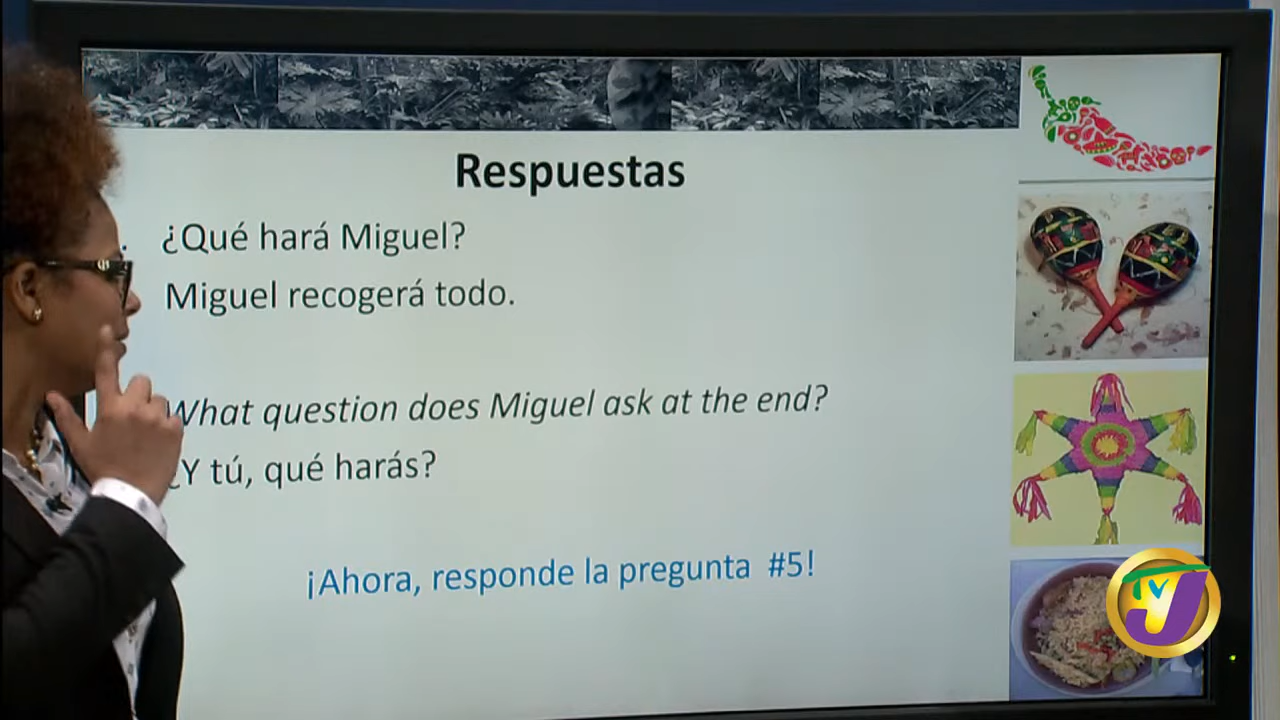 Respuestas
¿Qué hará Miguel?
Miguel recogerá todo.
What question does Miguel ask at the end?
¿Y tú, qué harás?
¡Ahora, responde la pregunta #5!
TVJ